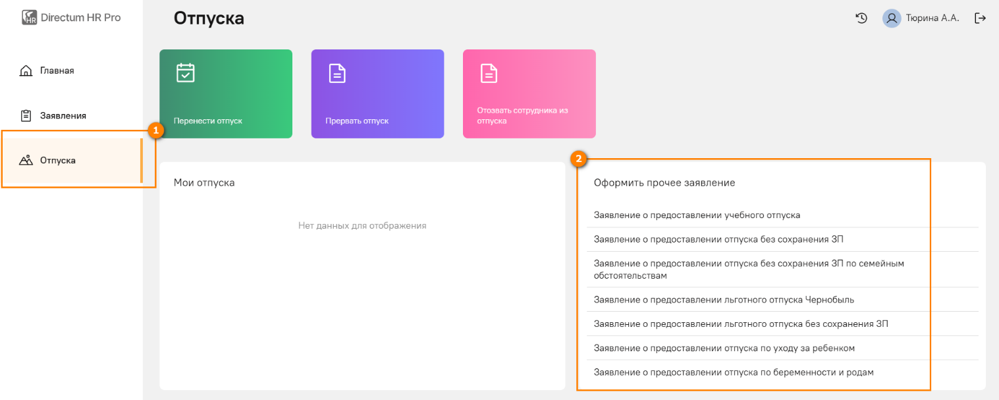 HR Directum HR Pro
Отпуска
Тюрина А.А.
Главная
Заявления
Отпуска
1
Перенести отпуск
Прервать отпуск
Отозвать сотрудника из
отпуска
2
Мои отпуска
Нет данных для отображения
Оформить прочее заявление
Заявление о предоставлении учебного отпуска
Заявление о предоставлении отпуска без сохранения ЗП
Заявление о предоставлении отпуска без сохранения ЗП по семейным
обстоятельствам
Заявление о предоставлении льготного отпуска Чернобыль
Заявление о предоставлении льготного отпуска без сохранения ЗП
Заявление о предоставлении отпуска по уходу за ребенком
Заявление о предоставлении отпуска по беременности и родам